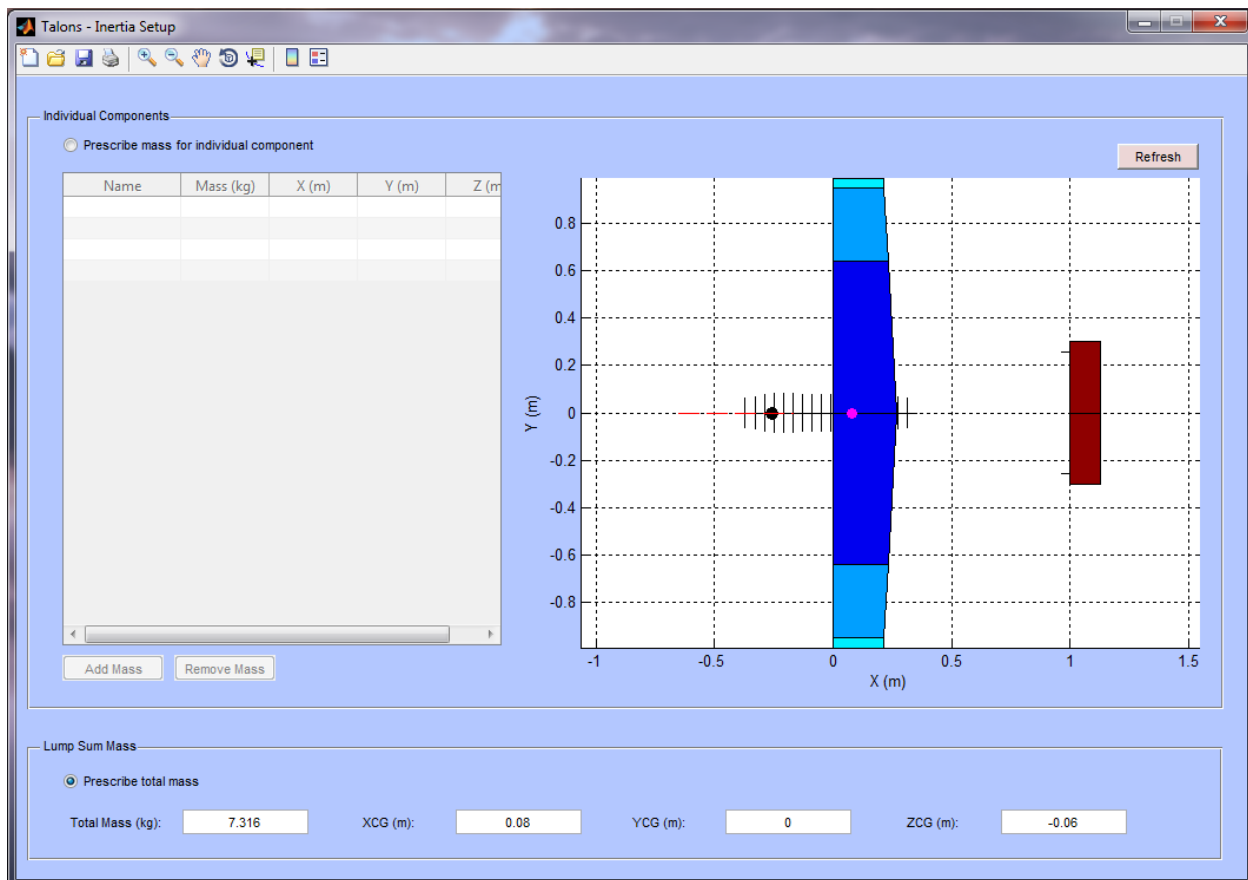 Talons - Inertia Setup
Individual Components
Prescribe mass for individual component
Refresh
Name Mass (kg) X (m) Y (m) Z (m
0.8
0.6
0.4
0.2
0
-0.2
-0.4
-0.6
-0.8
Y (m)
-1 -0.5 0 0.5 1 1.5
X (m)
Add Mass Remove Mass
Lump Sum Mass
Prescribe total mass
Total Mass (kg): 7.316 XCG (m): 0.08 YCG (m): 0 ZCG (m): -0.06